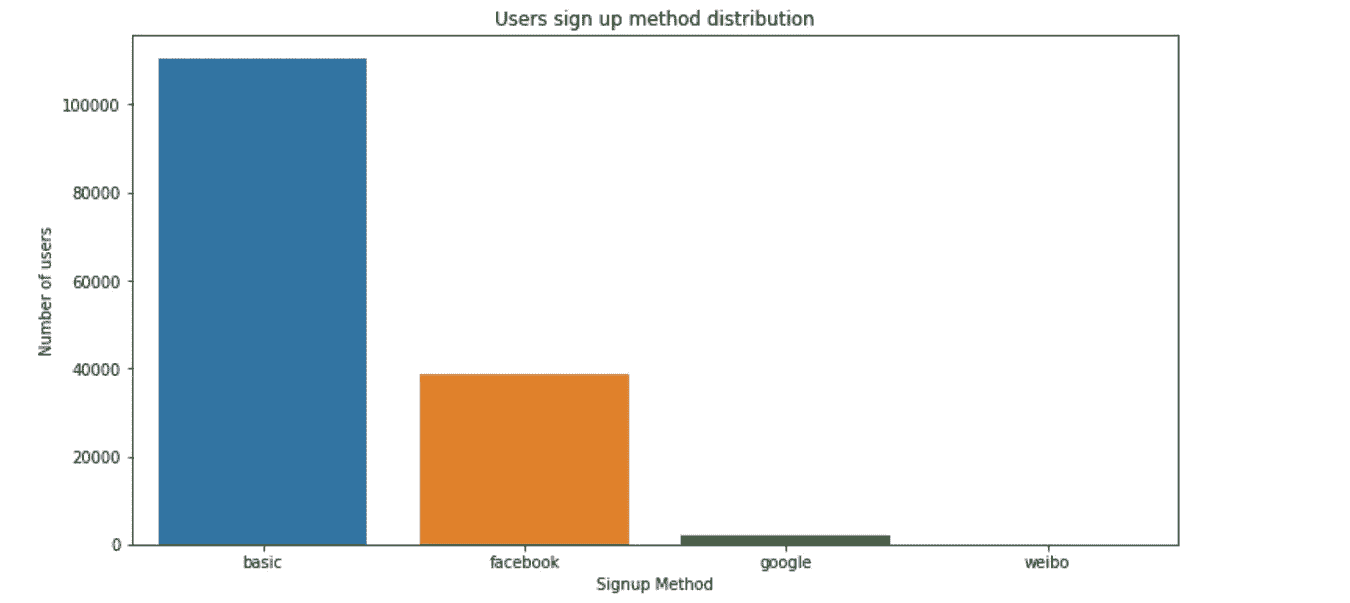 Users sign up method distribution
100000
80000
60000
40000
20000
0
Number of users
basic facebook google weibo
Signup Method